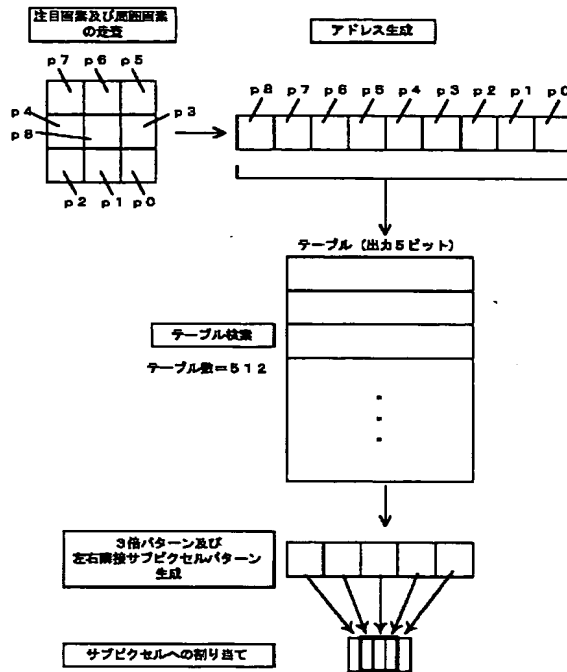 注目画素及び周囲画素
の走査
アドレス生成
p7 p6 p5
p4 p3
p8
p2 p1 p0
p8 p7 p6 p5 p4 p3 p2 p1 p0
テーブル（出力5ビット）
テーブル検索
テーブル数＝512
3倍パターン及び
左右隣接サブピクセルパターン
生成
サブピクセルへの割り当て